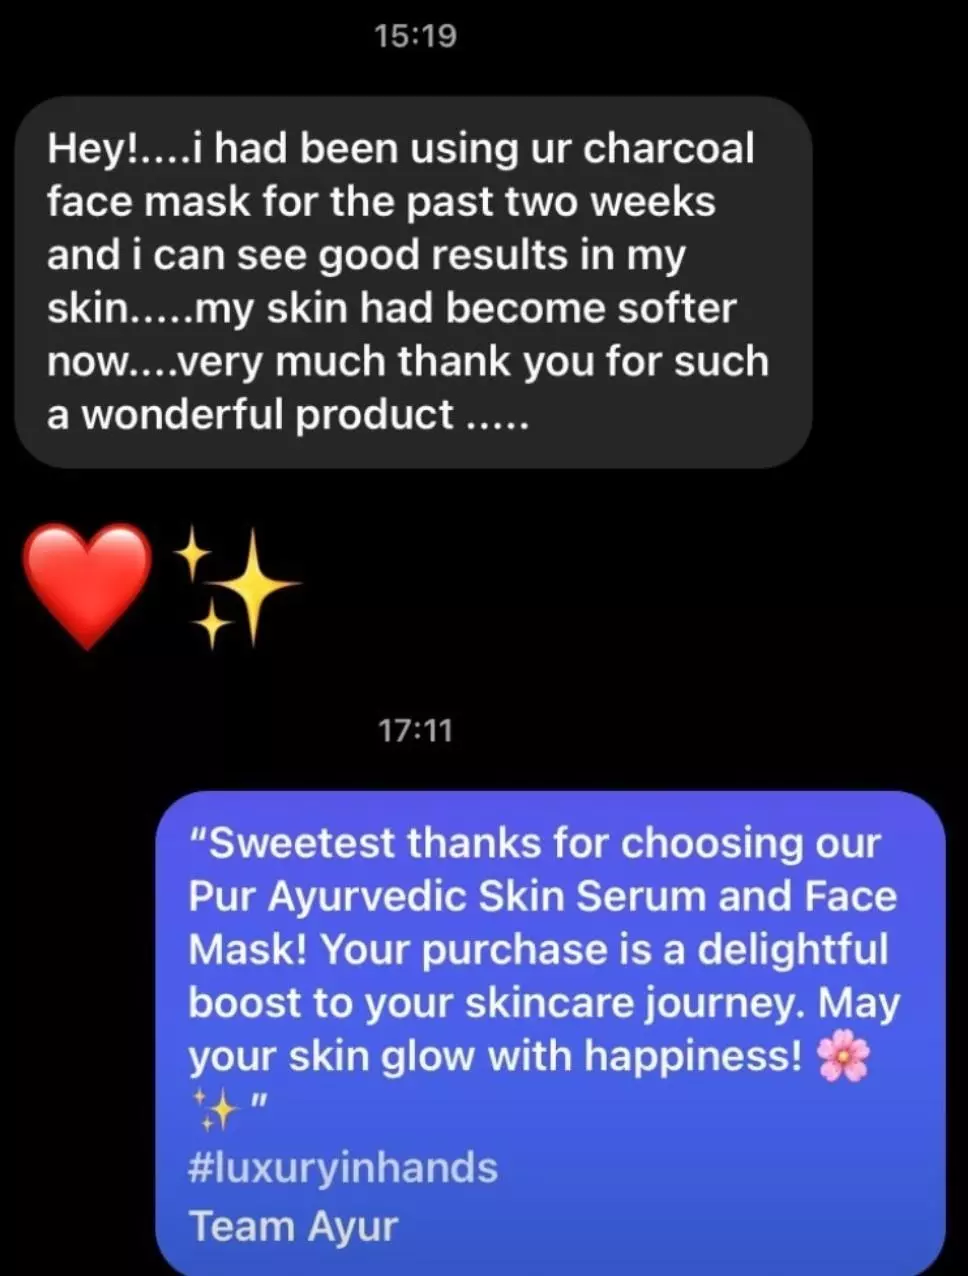 15:19
Hey!....i had been using ur charcoal
face mask for the past two weeks
and i can see good results in my
skin.....my skin had become softer
now....very much thank you for such
a wonderful product .....
❤️✨
17:11
“Sweetest thanks for choosing our
Pur Ayurvedic Skin Serum and Face
Mask! Your purchase is a delightful
boost to your skincare journey. May
your skin glow with happiness! 🌸
✨ ”
#luxuryinhands
Team Ayur